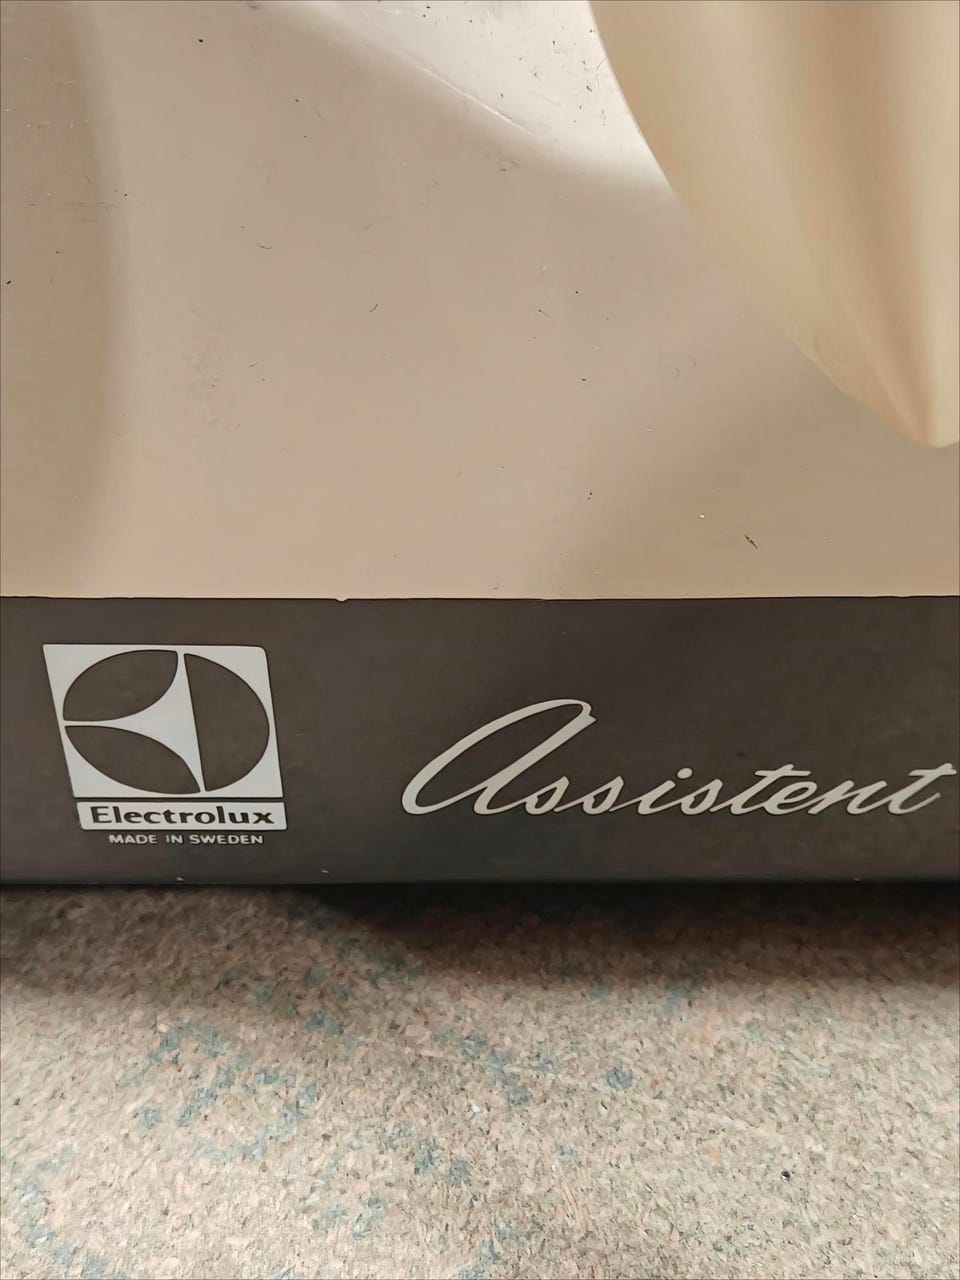 Electrolux
MADE IN SWEDEN
Assistent